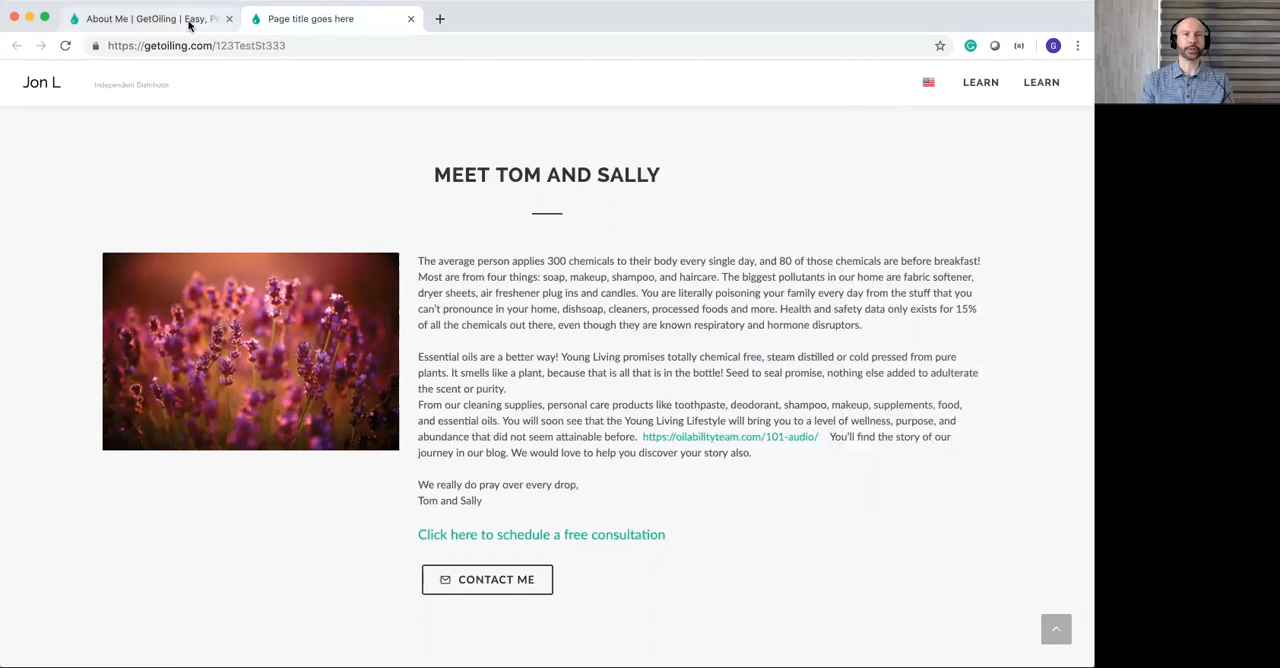 About Me | GetOiling | Easy, P
Page title goes here
https://getoiling.com/123TestSt333
G
Jon L
Independent Distributor
LEARN
LEARN
MEET TOM AND SALLY
The average person applies 300 chemicals to their body every single day, and 80 of those chemicals are before breakfast!
Most are from four things: soap, makeup, shampoo, and haircare. The biggest pollutants in our home are fabric softener,
dryer sheets, air freshener plug ins and candles. You are literally poisoning your family every day from the stuff that you
can't pronounce in your home, dishsoap, cleaners, processed foods and more. Health and safety data only exists for 15%
of all the chemicals out there, even though they are known respiratory and hormone disruptors.
Essential oils are a better way! Young Living promises totally chemical free, steam distilled or cold pressed from pure
plants. It smells like a plant, because that is all that is in the bottle! Seed to seal promise, nothing else added to adulterate
the scent or purity.
From our cleaning supplies, personal care products like toothpaste, deodorant, shampoo, makeup, supplements, food,
and essential oils. You will soon see that the Young Living Lifestyle will bring you to a level of wellness, purpose, and
abundance that did not seem attainable before. https://oilabilityteam.com/101-audio/ You'll find the story of our
journey in our blog. We would love to help you discover your story also.
We really do pray over every drop,
Tom and Sally
Click here to schedule a free consultation
CONTACT ME